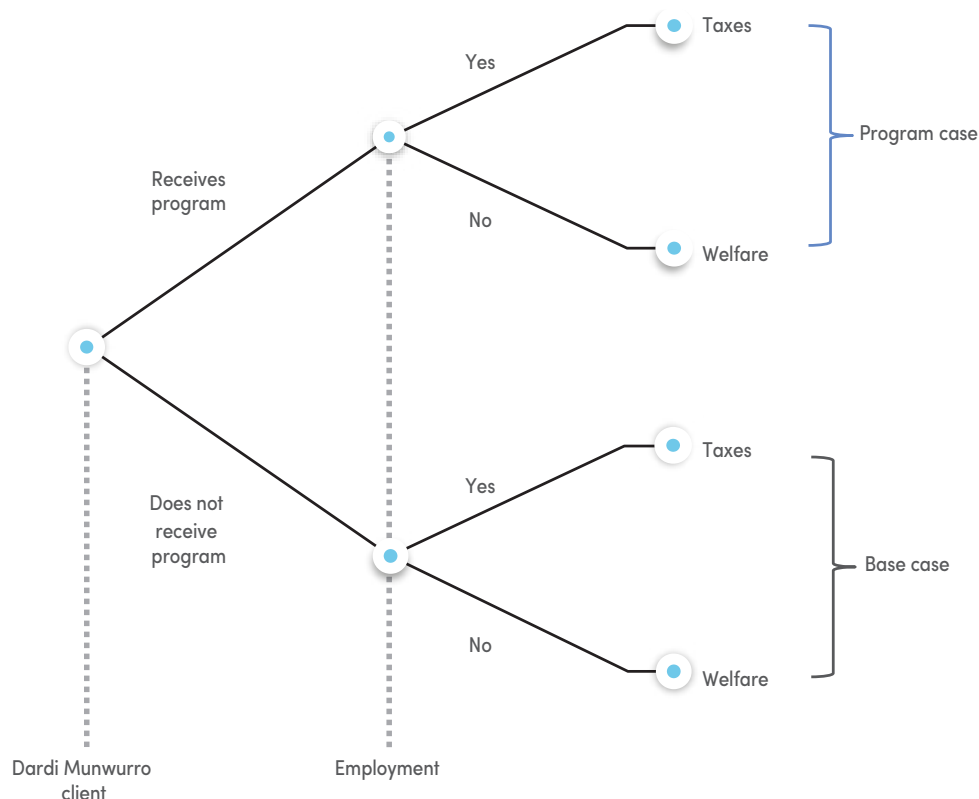 Taxes
Yes
Program case
Receives
program
No
Welfare
Taxes
Yes
Does not
receive
program
Base case
No
Welfare
Dardi Munwurro
client
Employment